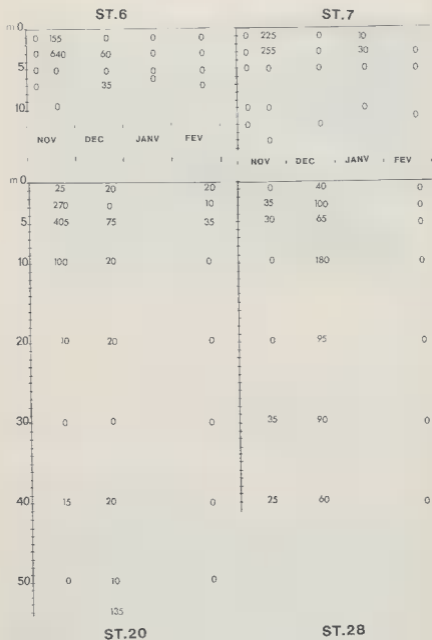 ST.6 ST.7
m 0
0 155 0 0 0 0 225 0 10
0 640 60 0 0 0 255 0 30 0
5 0 0 0 0 0 0 0 0 0 0
0 35 0 0
10 0 0 0 0 0
0 0
0
NOV DEC JANV FEV
NOV DEC JANV FEV
m 0
25 20 20 0 40 0
270 0 10 35 100 0
5 405 75 35 30 65 0
10 100 20 0 0 180 0
20 10 20 0 0 95 0
30 0 0 0 35 90 0
40 15 20 0 25 60 0
50 0 10 0
135
ST.20 ST.28